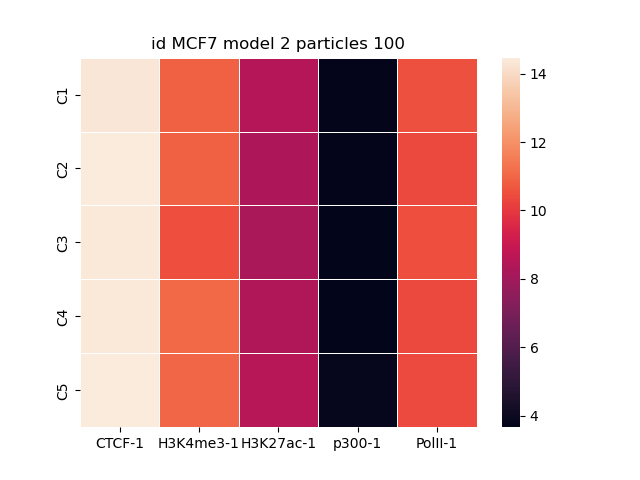 id MCF7 model 2 particles 100
C1
C2
C3
C4
C5
CTCF-1 H3K4me3-1 H3K27ac-1 p300-1 PolII-1
14
12
10
8
6
4